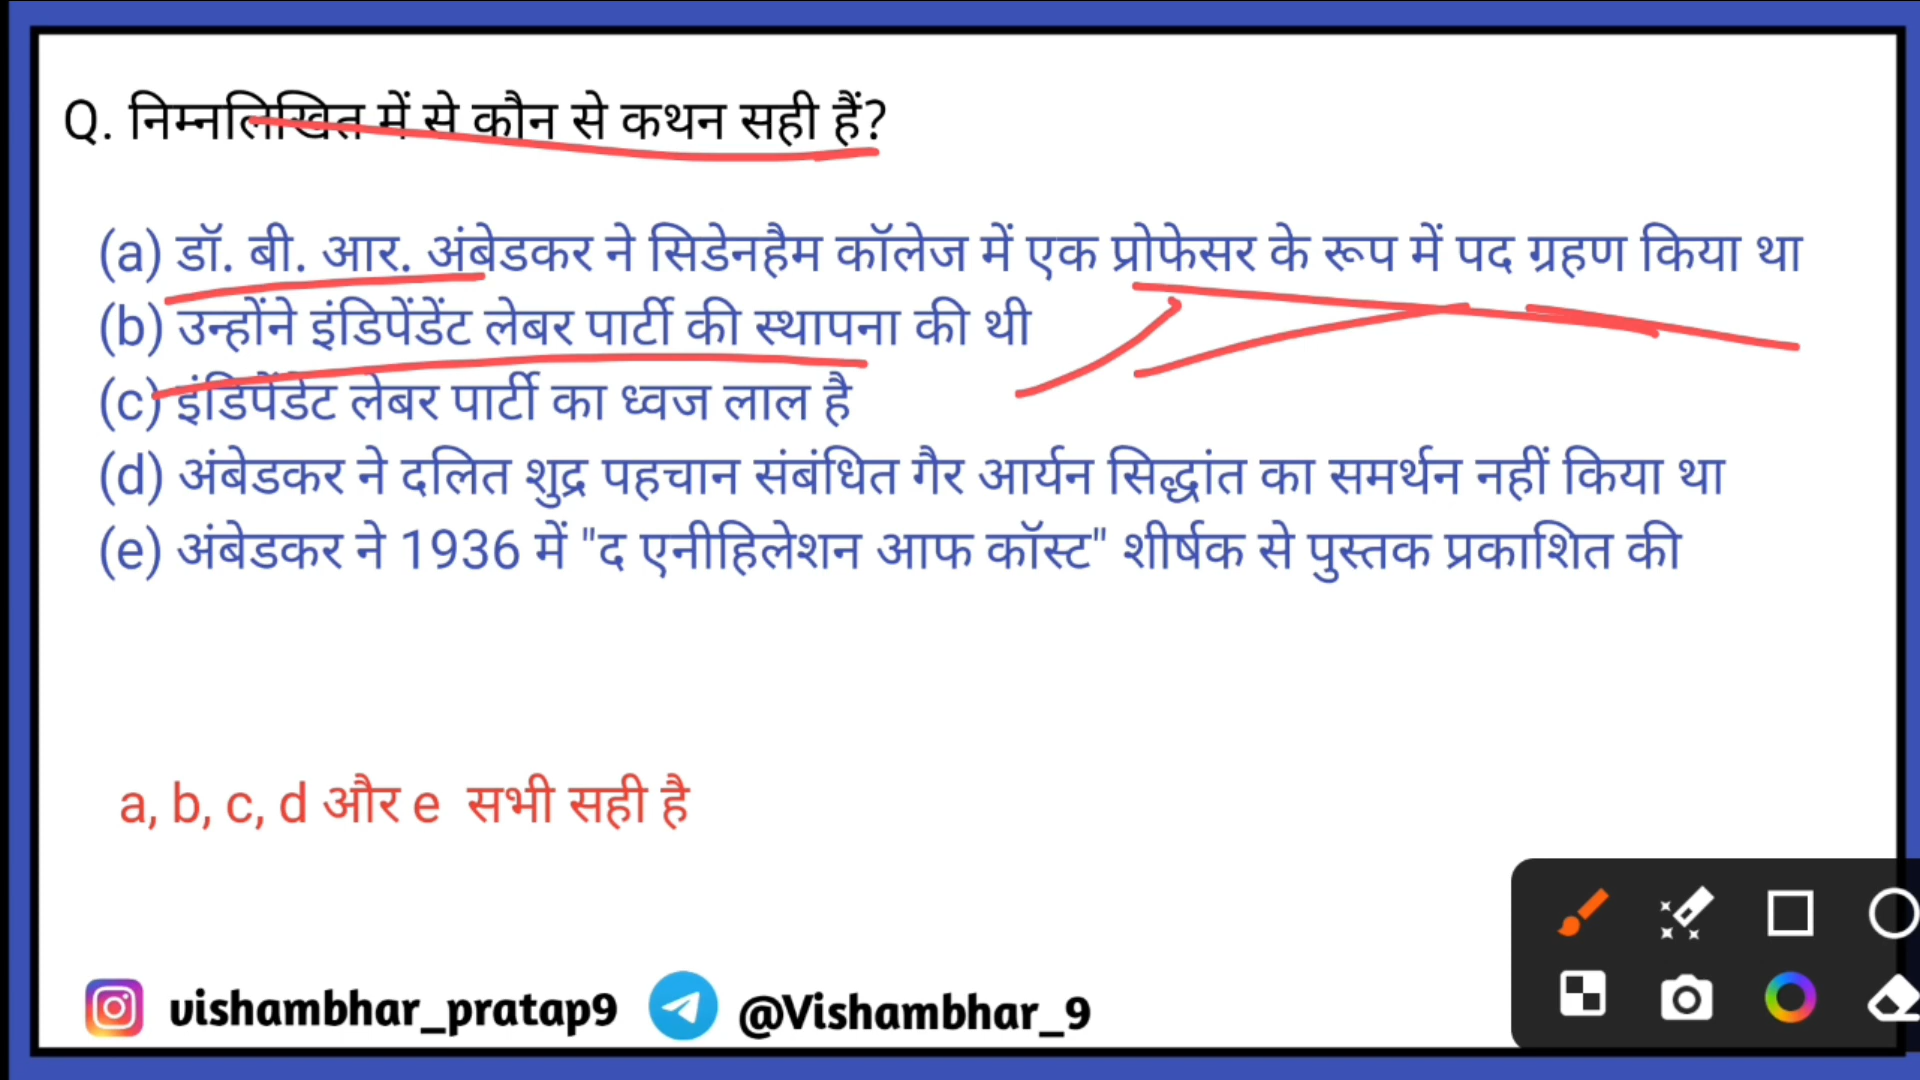 Q. निम्नलिखित में से कौन से कथन सही हैं?
(a) डॉ. बी. आर. अंबेडकर ने सिडेनहैम कॉलेज में एक प्रोफेसर के रूप में पद ग्रहण किया था
(b) उन्होंने इंडिपेंडेंट लेबर पार्टी की स्थापना की थी
(c) इंडिपेंडेंट लेबर पार्टी का ध्वज लाल है
(d) अंबेडकर ने दलित शुद्र पहचान संबंधित गैर आर्यन सिद्धांत का समर्थन नहीं किया था
(e) अंबेडकर ने 1936 में "द एनीहिलेशन आफ कॉस्ट" शीर्षक से पुस्तक प्रकाशित की
a, b, c, d और e सभी सही है
vishambhar_pratap9 @Vishambhar_9